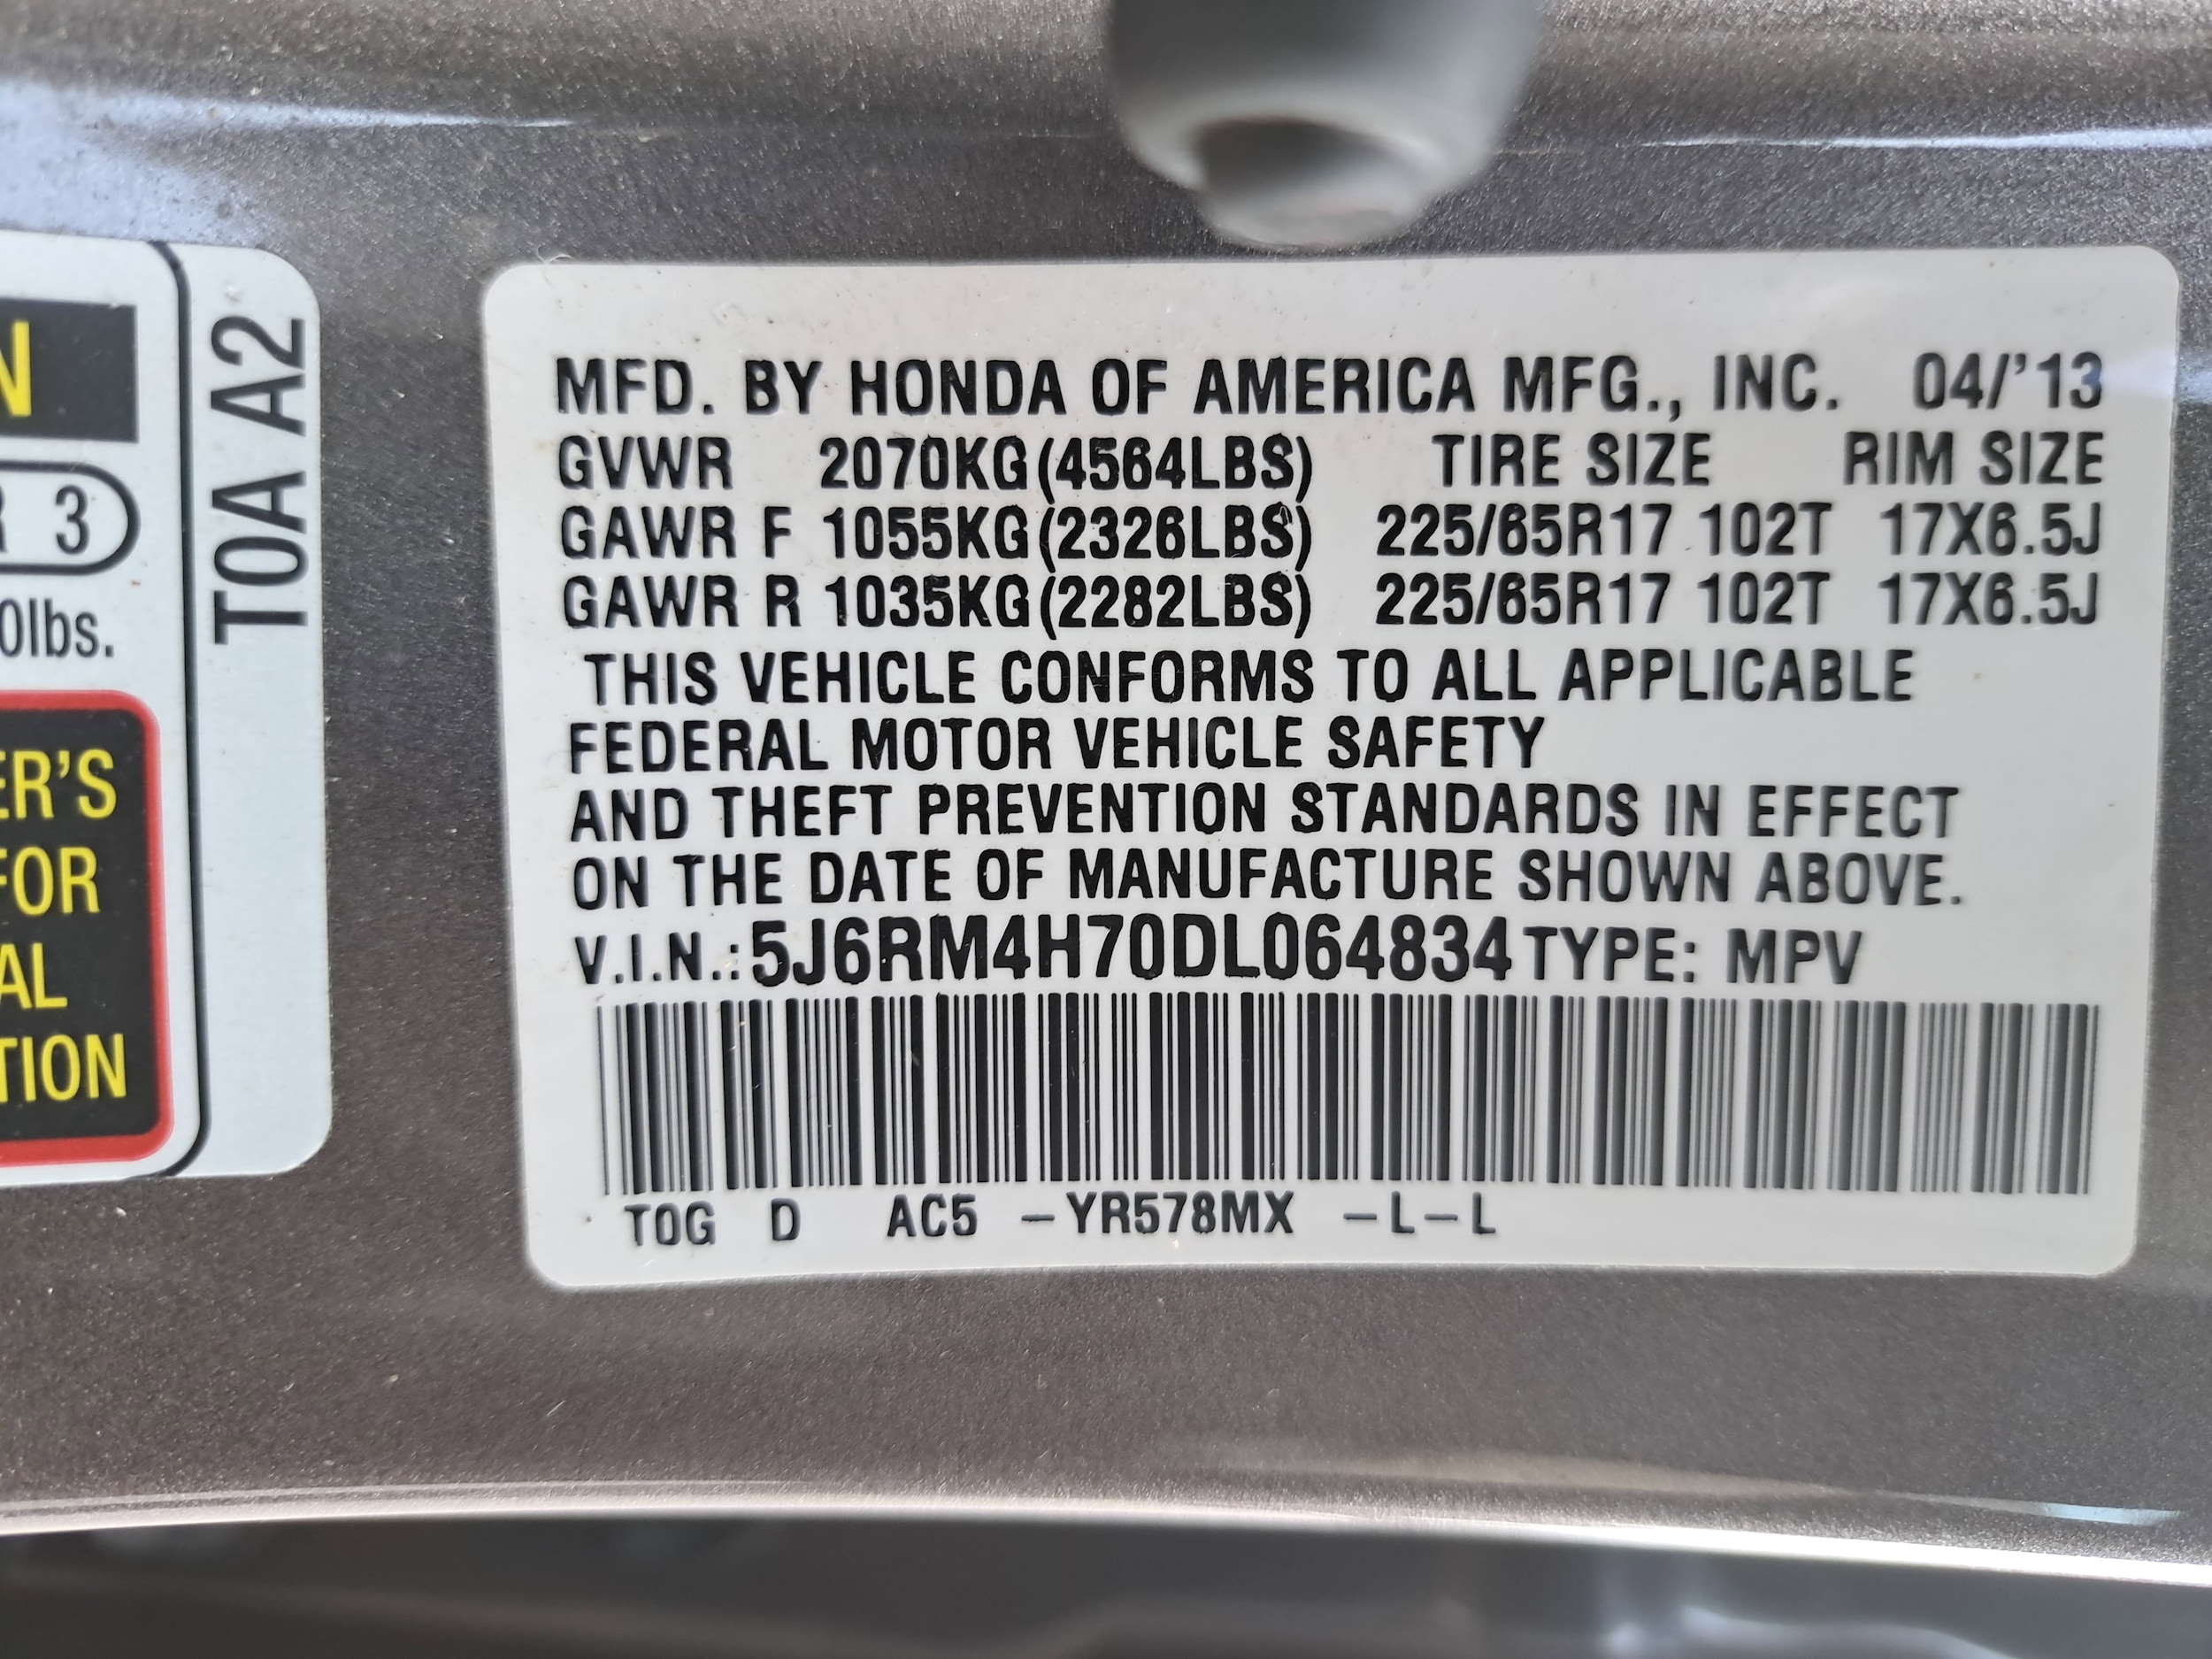 N
R 3
0lbs.
ER'S
FOR
AL
TION
T0A A2
MFD. BY HONDA OF AMERICA MFG., INC. 04/'13
GVWR 2070KG(4564LBS) TIRE SIZE RIM SIZE
GAWR F 1055KG(2326LBS) 225/65R17 102T 17X6.5J
GAWR R 1035KG(2282LBS) 225/65R17 102T 17X6.5J
THIS VEHICLE CONFORMS TO ALL APPLICABLE
FEDERAL MOTOR VEHICLE SAFETY
AND THEFT PREVENTION STANDARDS IN EFFECT
ON THE DATE OF MANUFACTURE SHOWN ABOVE.
V.I.N.:5J6RM4H70DL064834 TYPE: MPV
T0G D AC5 –YR578MX –L–L